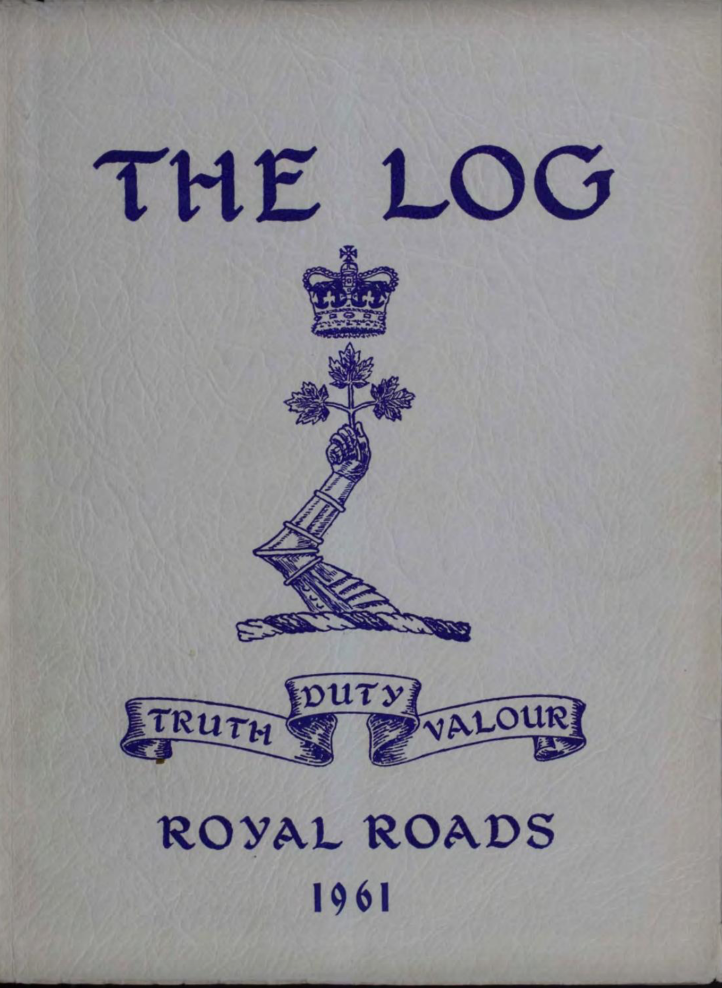 THE LOG
TRUTH DUTY VALOUR
ROYAL ROADS
1961